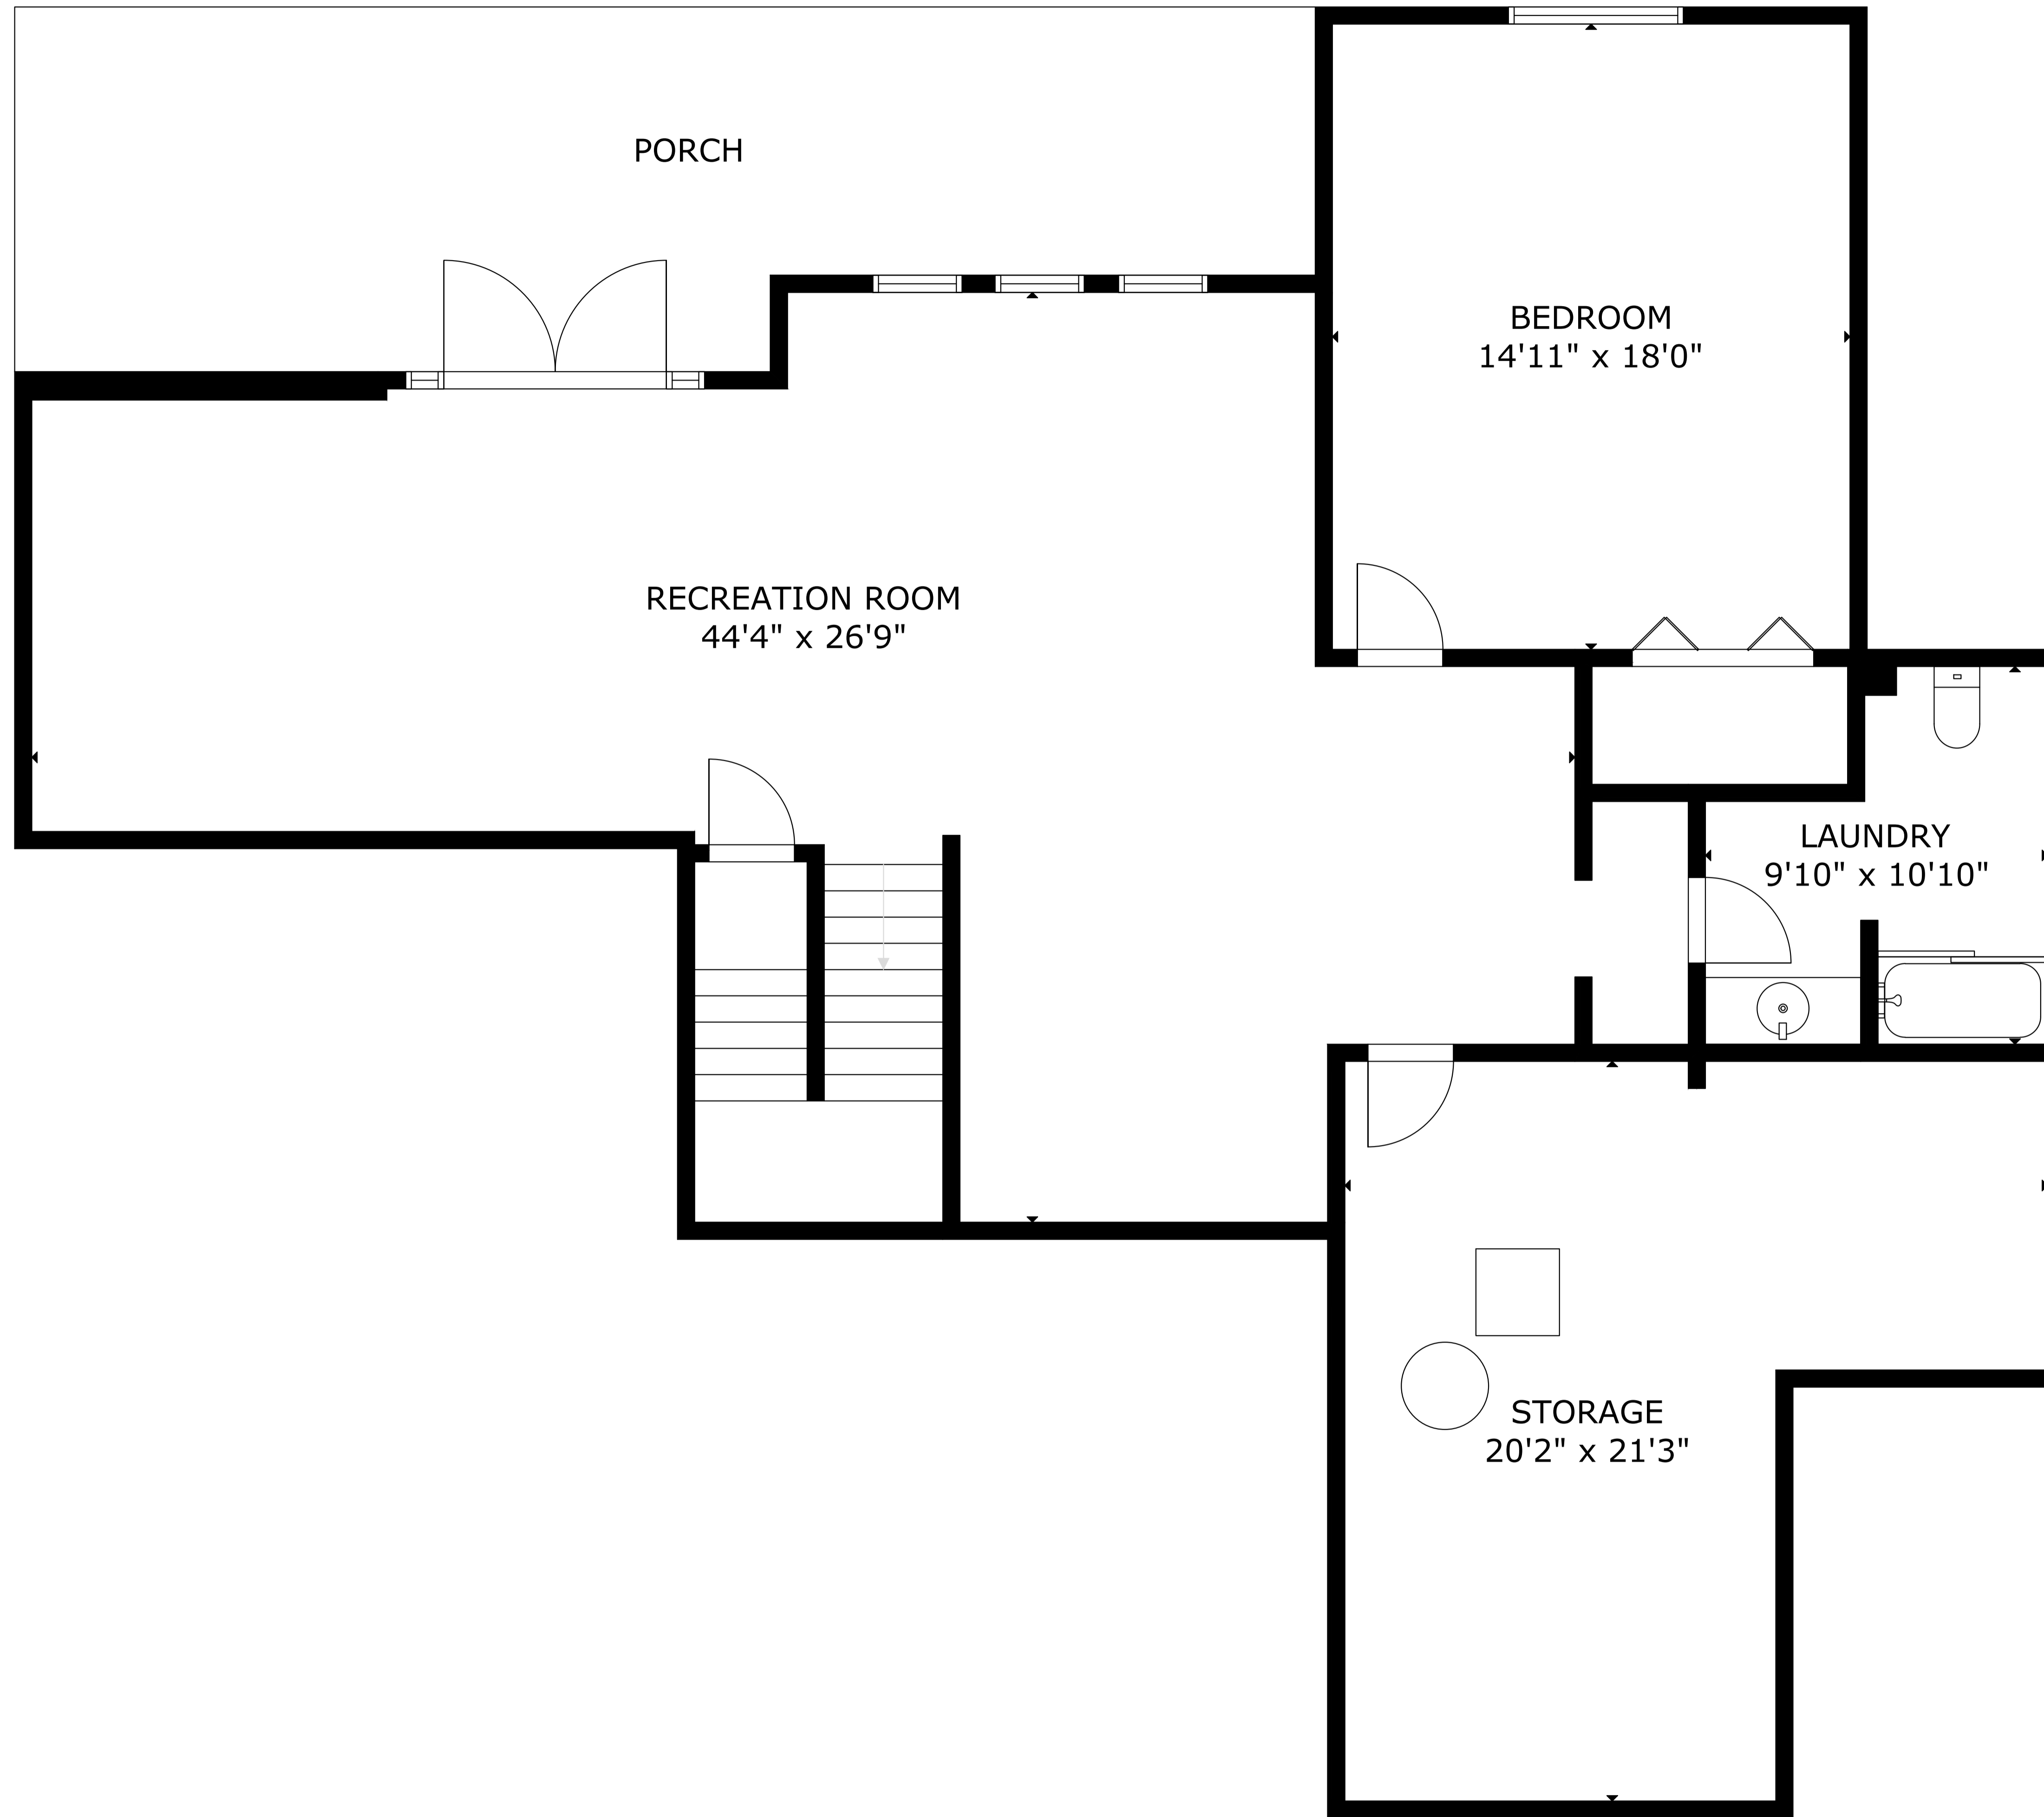 PORCH
BEDROOM
14'11" x 18'0"
RECREATION ROOM
44'4" x 26'9"
LAUNDRY
9'10" x 10'10"
STORAGE
20'2" x 21'3"